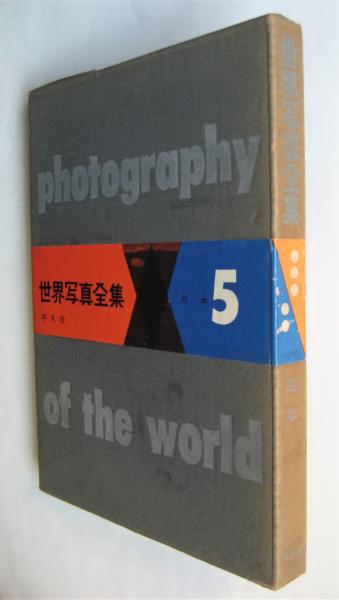 photography
世界写真全集
平凡社
日本
5
of the world
世界写真全集
日本